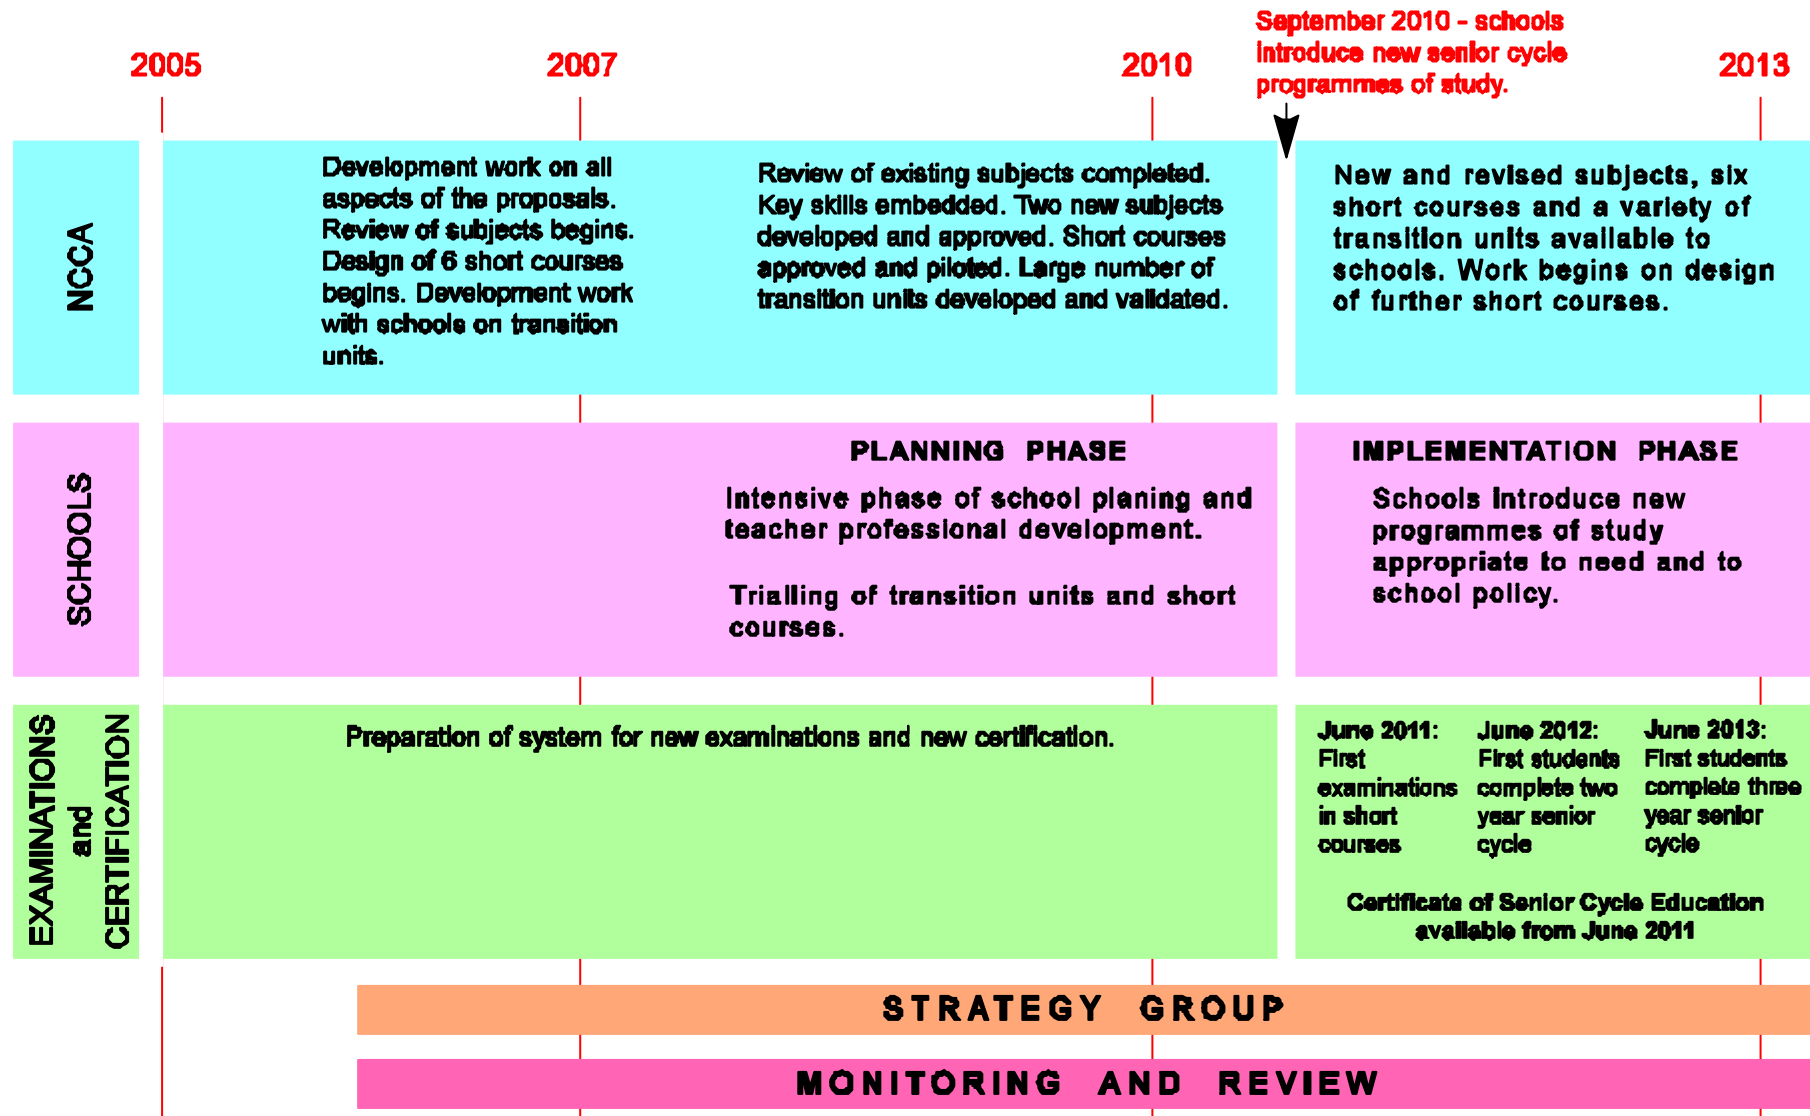 2005
2007
2010
September 2010 - schools
introduce new senior cycle
programmes of study.
2013
NCCA
Development work on all
aspects of the proposals.
Review of subjects begins.
Design of 6 short courses
begins. Development work
with schools on transition
units.
Review of existing subjects completed.
Key skills embedded. Two new subjects
developed and approved. Short courses
approved and piloted. Large number of
transition units developed and validated.
New and revised subjects, six
short courses and a variety of
transition units available to
schools. Work begins on design
of further short courses.
SCHOOLS
PLANNING PHASE
Intensive phase of school planing and
teacher professional development.
Trialling of transition units and short
courses.
IMPLEMENTATION PHASE
Schools introduce new
programmes of study
appropriate to need and to
school policy.
EXAMINATIONS
and
CERTIFICATION
Preparation of system for new examinations and new certification.
June 2011:
First
examinations
in short
courses
June 2012:
First students
complete two
year senior
cycle
June 2013:
First students
complete three
year senior
cycle
Certificate of Senior Cycle Education
available from June 2011
STRATEGY GROUP
MONITORING AND REVIEW